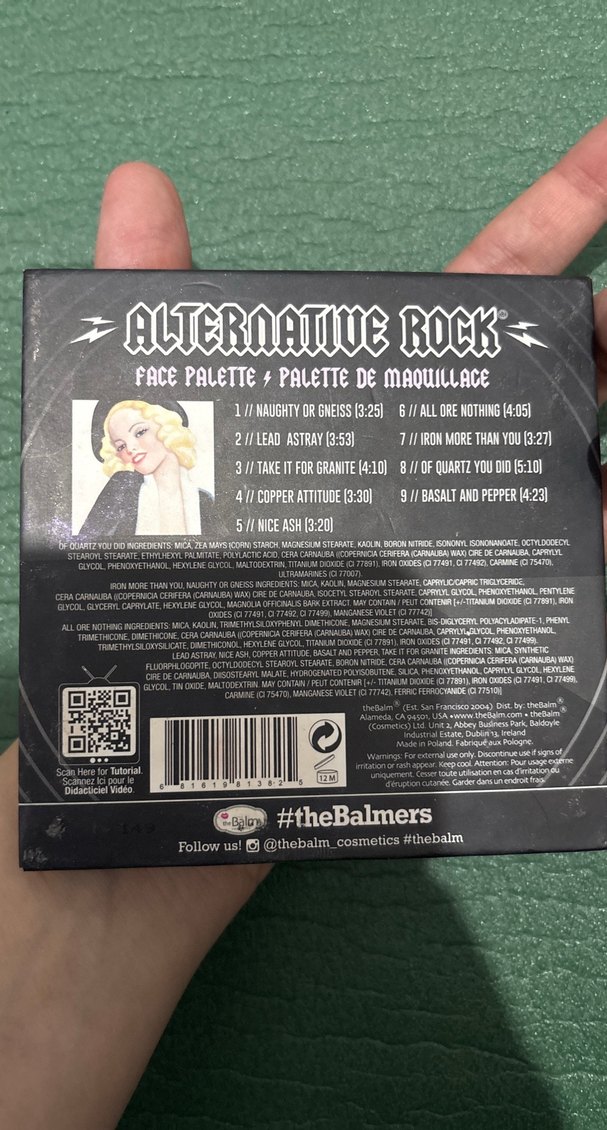 ALTERNATIVE ROCK
FACE PALETTE PALETTE DE MAQUILLAGE
1 // NAUGHTY OR GNEISS (3:25)
2 // LEAD ASTRAY (3:53)
3 // TAKE IT FOR GRANITE (4:10)
4 // COPPER ATTITUDE (3:30)
5 // NICE ASH (3:20)
6 // ALL ORE NOTHING (4:05)
7 // IRON MORE THAN YOU (3:27)
8 // OF QUARTZ YOU DID (5:10)
9 // BASALT AND PEPPER (4:23)
OF QUARTZ YOU DID INGREDIENTS: MICA, ZEA MAYS (CORN) STARCH, MAGNESIUM STEARATE, KAOLIN, BORON NITRIDE, ISONONYL ISONONANOATE, OCTYLDODECYL
STEAROYL STEARATE, ETHYLHEXYL PALMITATE, POLYLACTIC ACID, CERA CARNAUBA ((COPERNICIA CERIFERA (CARNAUBA) WAX) CIRE DE CARNAUBA, CAPRYLYL
GLYCOL, PHENOXYETHANOL, HEXYLENE GLYCOL, MALTODEXTRIN, TITANIUM DIOXIDE (CI 77891), IRON OXIDES (CI 77491, CI 77492), CARMINE (CI 75470),
ULTRAMARINES (CI 77007).
IRON MORE THAN YOU, NAUGHTY OR GNEISS INGREDIENTS: MICA, KAOLIN, MAGNESIUM STEARATE, CAPRYLIC/CAPRIC TRIGLYCERIDE,
CERA CARNAUBA ((COPERNICIA CERIFERA (CARNAUBA) WAX) CIRE DE CARNAUBA, ISOCETYL STEAROYL STEARATE, CAPRYLYL GLYCOL, PHENOXYETHANOL, PENTYLENE
GLYCOL, GLYCERYL CAPRYLATE, HEXYLENE GLYCOL, MAGNOLIA OFFICINALIS BARK EXTRACT. MAY CONTAIN / PEUT CONTENIR [+/-TITANIUM DIOXIDE (CI 77891), IRON
OXIDES (CI 77491, CI 77492, CI 77499), MANGANESE VIOLET (CI 77742)]
ALL ORE NOTHING INGREDIENTS: MICA, KAOLIN, TRIMETHYLSILOXYPHENYL DIMETHICONE, MAGNESIUM STEARATE, BIS-DIGLYCERYL POLYACYLADIPATE-1, PHENYL
TRIMETHICONE, DIMETHICONE, CERA CARNAUBA ((COPERNICIA CERIFERA (CARNAUBA) WAX) CIRE DE CARNAUBA, CAPRYLYL GLYCOL, PHENOXYETHANOL,
TRIMETHYLSILOXYSILICATE, DIMETHICONOL, HEXYLENE GLYCOL, TITANIUM DIOXIDE (CI 77891), IRON OXIDES (CI 77491, CI 77492, CI 77499).
LEAD ASTRAY, NICE ASH, COPPER ATTITUDE, BASALT AND PEPPER, TAKE IT FOR GRANITE INGREDIENTS: MICA, SYNTHETIC
FLUORPHLOGOPITE, OCTYLDODECYL STEAROYL STEARATE, BORON NITRIDE, CERA CARNAUBA ((COPERNICIA CERIFERA (CARNAUBA) WAX)
CIRE DE CARNAUBA, DIISOSTEARYL MALATE, HYDROGENATED POLYISOBUTENE, SILICA, PHENOXYETHANOL, CAPRYLYL GLYCOL, HEXYLENE
GLYCOL, TIN OXIDE, MALTODEXTRIN. MAY CONTAIN / PEUT CONTENIR [+/- TITANIUM DIOXIDE (CI 77891), IRON OXIDES (CI 77491, CI 77499),
CARMINE (CI 75470), MANGANESE VIOLET (CI 77742), FERRIC FERROCYANIDE (CI 77510)]
Scan Here for Tutorial.
Scannez Ici pour le
Didacticiel Vidéo.
6 81619 81382 5
12 M
theBalm® (Est. San Francisco 2004) Dist. by: theBalm®
Alameda, CA 94501, USA •www.thebalm.com • theBalm®
(Cosmetics) Ltd. Unit 2, Abbey Business Park, Baldoyle
Industrial Estate, Dublin 13, Ireland
Made in Poland. Fabriqué aux Pologne.
Warnings: For external use only. Discontinue use if signs of
irritation or rash appear. Keep cool. Attention: Pour usage externe
uniquement. Cesser toute utilisation en cas d'irritation ou
d'éruption cutanée. Garder dans un endroit frais.
theBalm #theBalmers
Follow us! @thebalm_cosmetics #thebalm